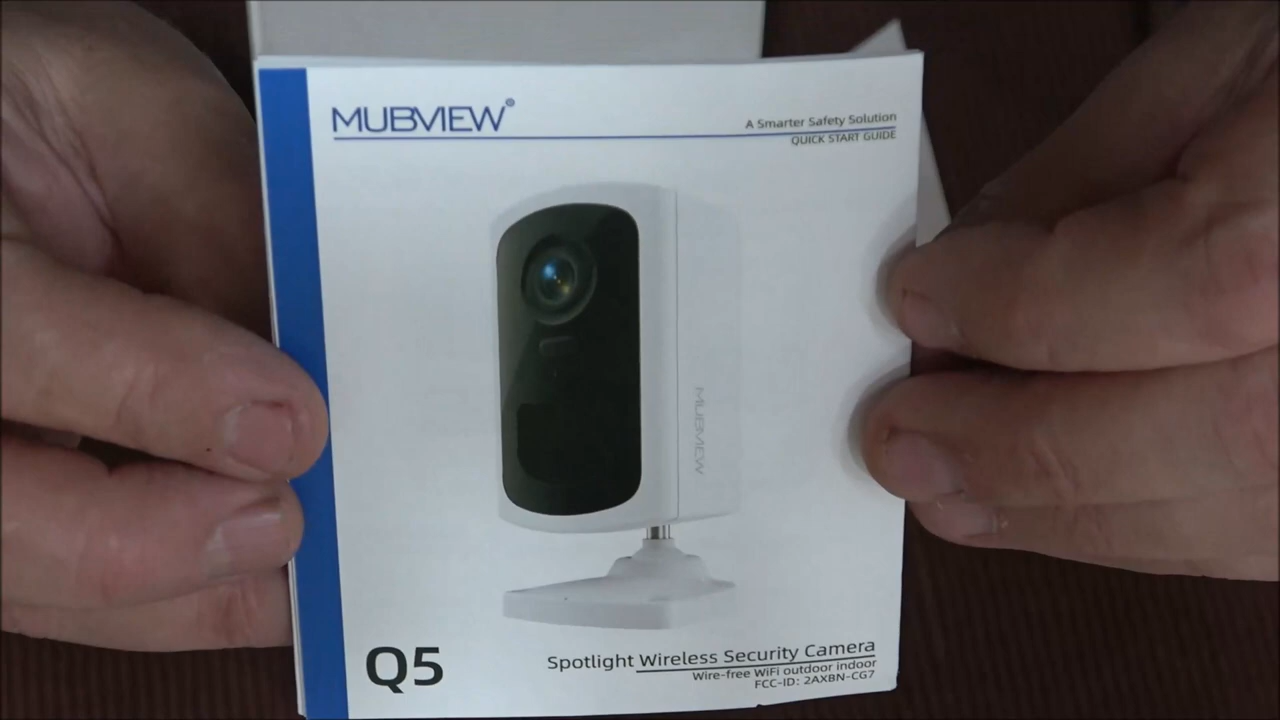 MUBVIEW®
A Smarter Safety Solution
QUICK START GUIDE
MUBVIEW
Q5
Spotlight Wireless Security Camera
Wire-free WiFi outdoor indoor
FCC-ID: 2AXBN-CG7